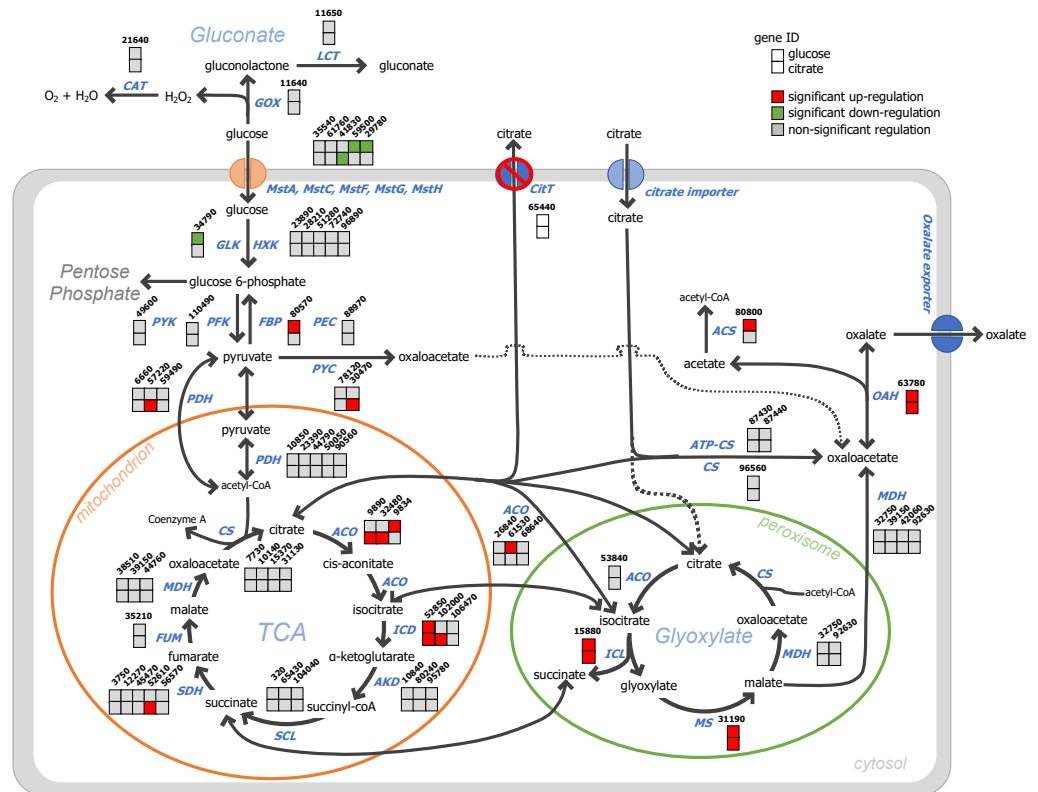 Gluconate
11650
LCT
gluconolactone
gluconate
21640
CAT
O2 + H2O
H2O2
GOX
11640
glucose
35540
61760
41830
59500
29780
gene ID
glucose
citrate
significant up-regulation
significant down-regulation
non-significant regulation
citrate
citrate
MstA, MstC, MstF, MstG, MstH
CitT
65440
citrate importer
glucose
citrate
34790
GLK
HXK
23890
28210
51280
72740
96890
Oxalate exporter
Pentose
Phosphate
glucose 6-phosphate
49600
PYK
110490
PFK
FBP
80570
PEC
88970
acetyl-CoA
80800
ACS
acetate
oxalate
oxalate
pyruvate
oxaloacetate
PYC
78120
30470
6660
57220
59490
PDH
OAH
63780
mitochondrion
pyruvate
PDH
10850
23390
44790
50050
90560
acetyl-CoA
87430
87440
ATP-CS
CS
96560
oxaloacetate
MDH
32750
39150
42060
92630
Coenzyme A
CS
citrate
ACO
9890
32480
9834
ACO
26840
61530
68640
peroxisome
7730
10140
15370
31130
oxaloacetate
cis-aconitate
38510
39150
44760
MDH
ACO
53840
ACO
citrate
CS
acetyl-CoA
malate
isocitrate
35210
FUM
TCA
ICD
52850
102000
106470
isocitrate
Glyoxylate
oxaloacetate
32750
92630
MDH
15880
ICL
fumarate
α-ketoglutarate
3750
12270
45470
52610
56570
SDH
320
65430
104040
AKD
10840
80240
95780
succinate
glyoxylate
malate
succinate
succinyl-CoA
SCL
MS
31190
cytosol